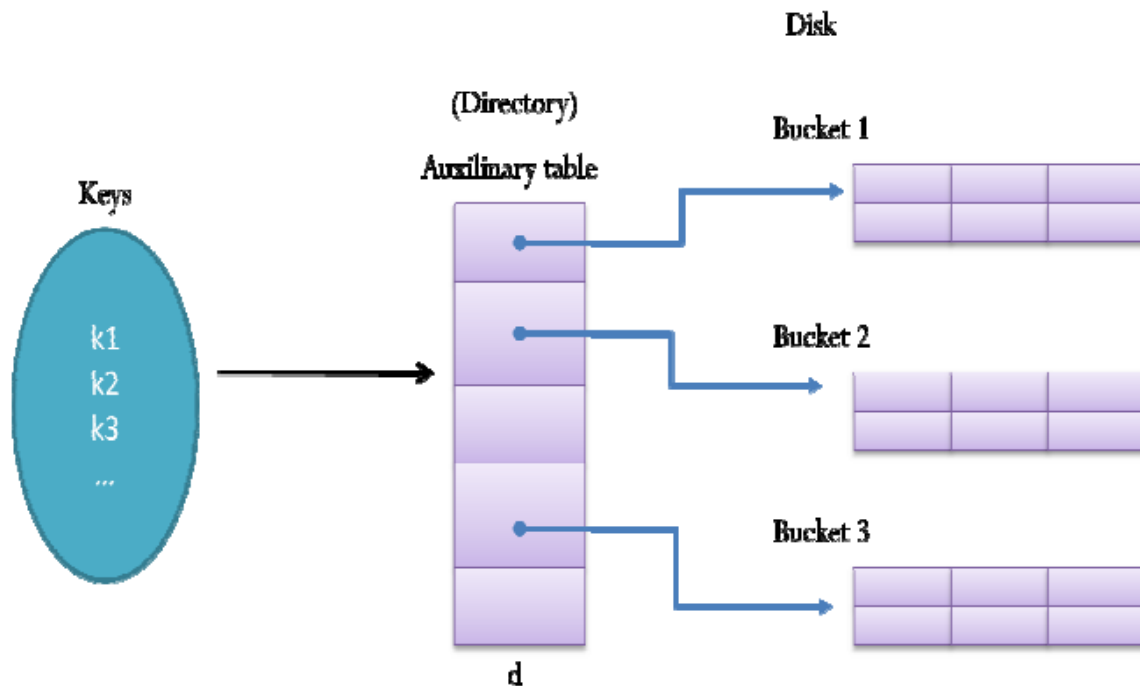 Disk
(Directory)
Auxilinary table
Keys
Bucket 1
k1
k2
k3
...
Bucket 2
Bucket 3
d